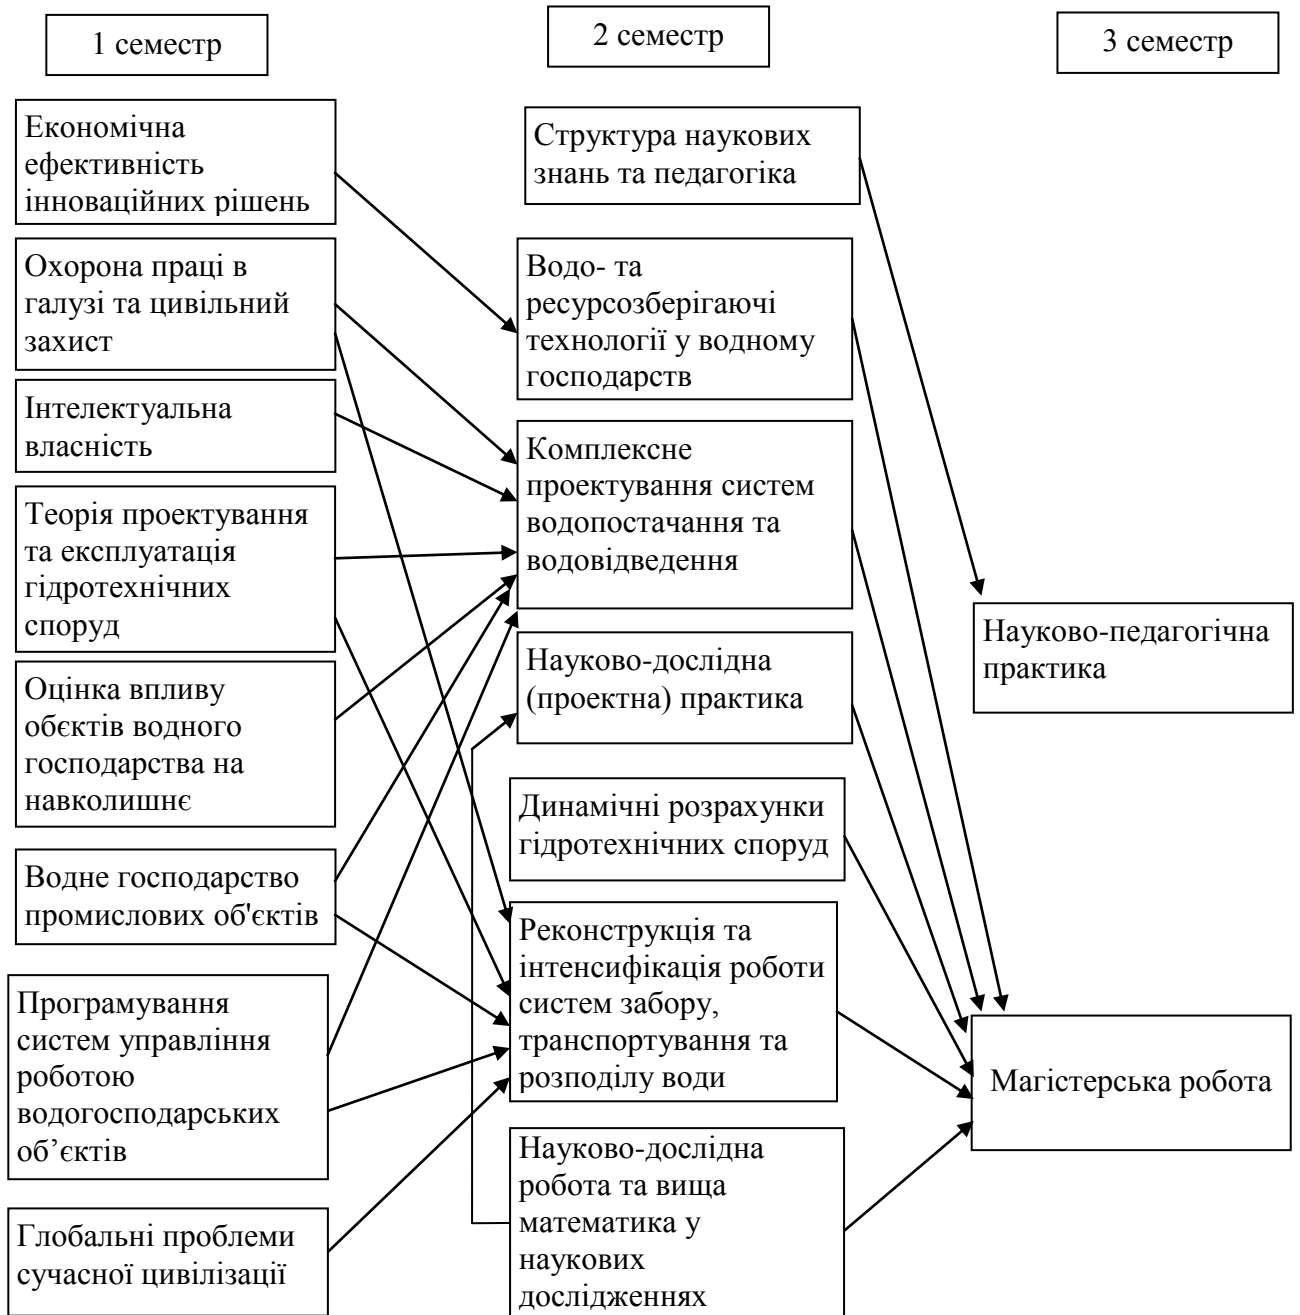 1 семестр
2 семестр
3 семестр
Економічна
ефективність
інноваційних рішень
Охорона праці в
галузі та цивільний
захист
Інтелектуальна
власність
Теорія проектування
та експлуатація
гідротехнічних
споруд
Оцінка впливу
обєктів водного
господарства на
навколишнє
Водне господарство
промислових об'єктів
Програмування
систем управління
роботою
водогосподарських
об’єктів
Глобальні проблеми
сучасної цивілізації
Структура наукових
знань та педагогіка
Водо- та
ресурсозберігаючі
технології у водному
господарств
Комплексне
проектування систем
водопостачання та
водовідведення
Науково-дослідна
(проектна) практика
Динамічні розрахунки
гідротехнічних споруд
Реконструкція та
інтенсифікація роботи
систем забору,
транспортування та
розподілу води
Науково-дослідна
робота та вища
математика у
наукових
дослідженнях
Науково-педагогічна
практика
Магістерська робота